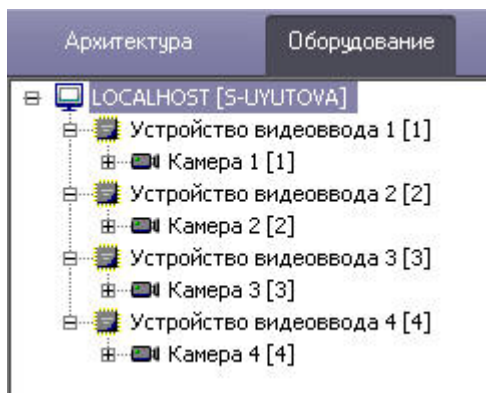 Архитектура Оборудование
LOCALHOST [S-UYUTOVA]
Устройство видеоввода 1 [1]
Камера 1 [1]
Устройство видеоввода 2 [2]
Камера 2 [2]
Устройство видеоввода 3 [3]
Камера 3 [3]
Устройство видеоввода 4 [4]
Камера 4 [4]